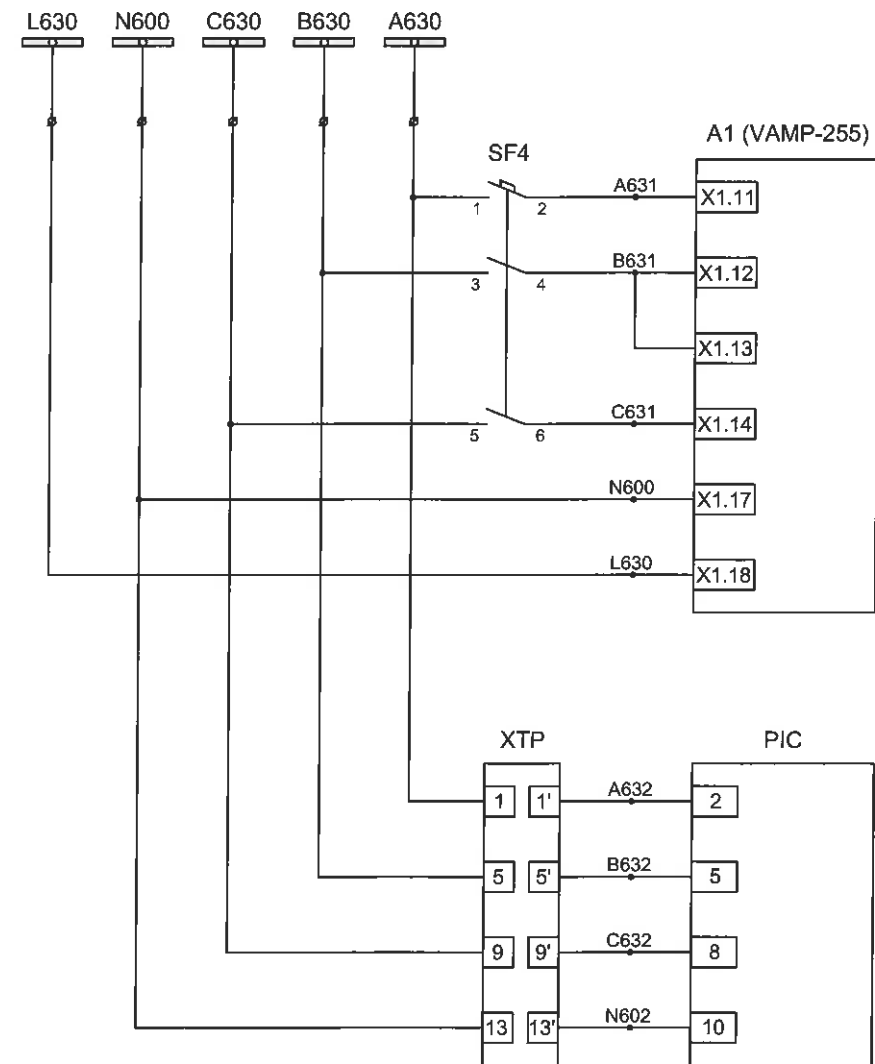 L630 N600 C630 B630 A630
A1 (VAMP-255)
SF4
1 2 A631 X1.11
3 4 B631 X1.12
X1.13
5 6 C631 X1.14
N600 X1.17
L630 X1.18
XTP PIC
1 1' A632 2
5 5' B632 5
9 9' C632 8
13 13' N602 10